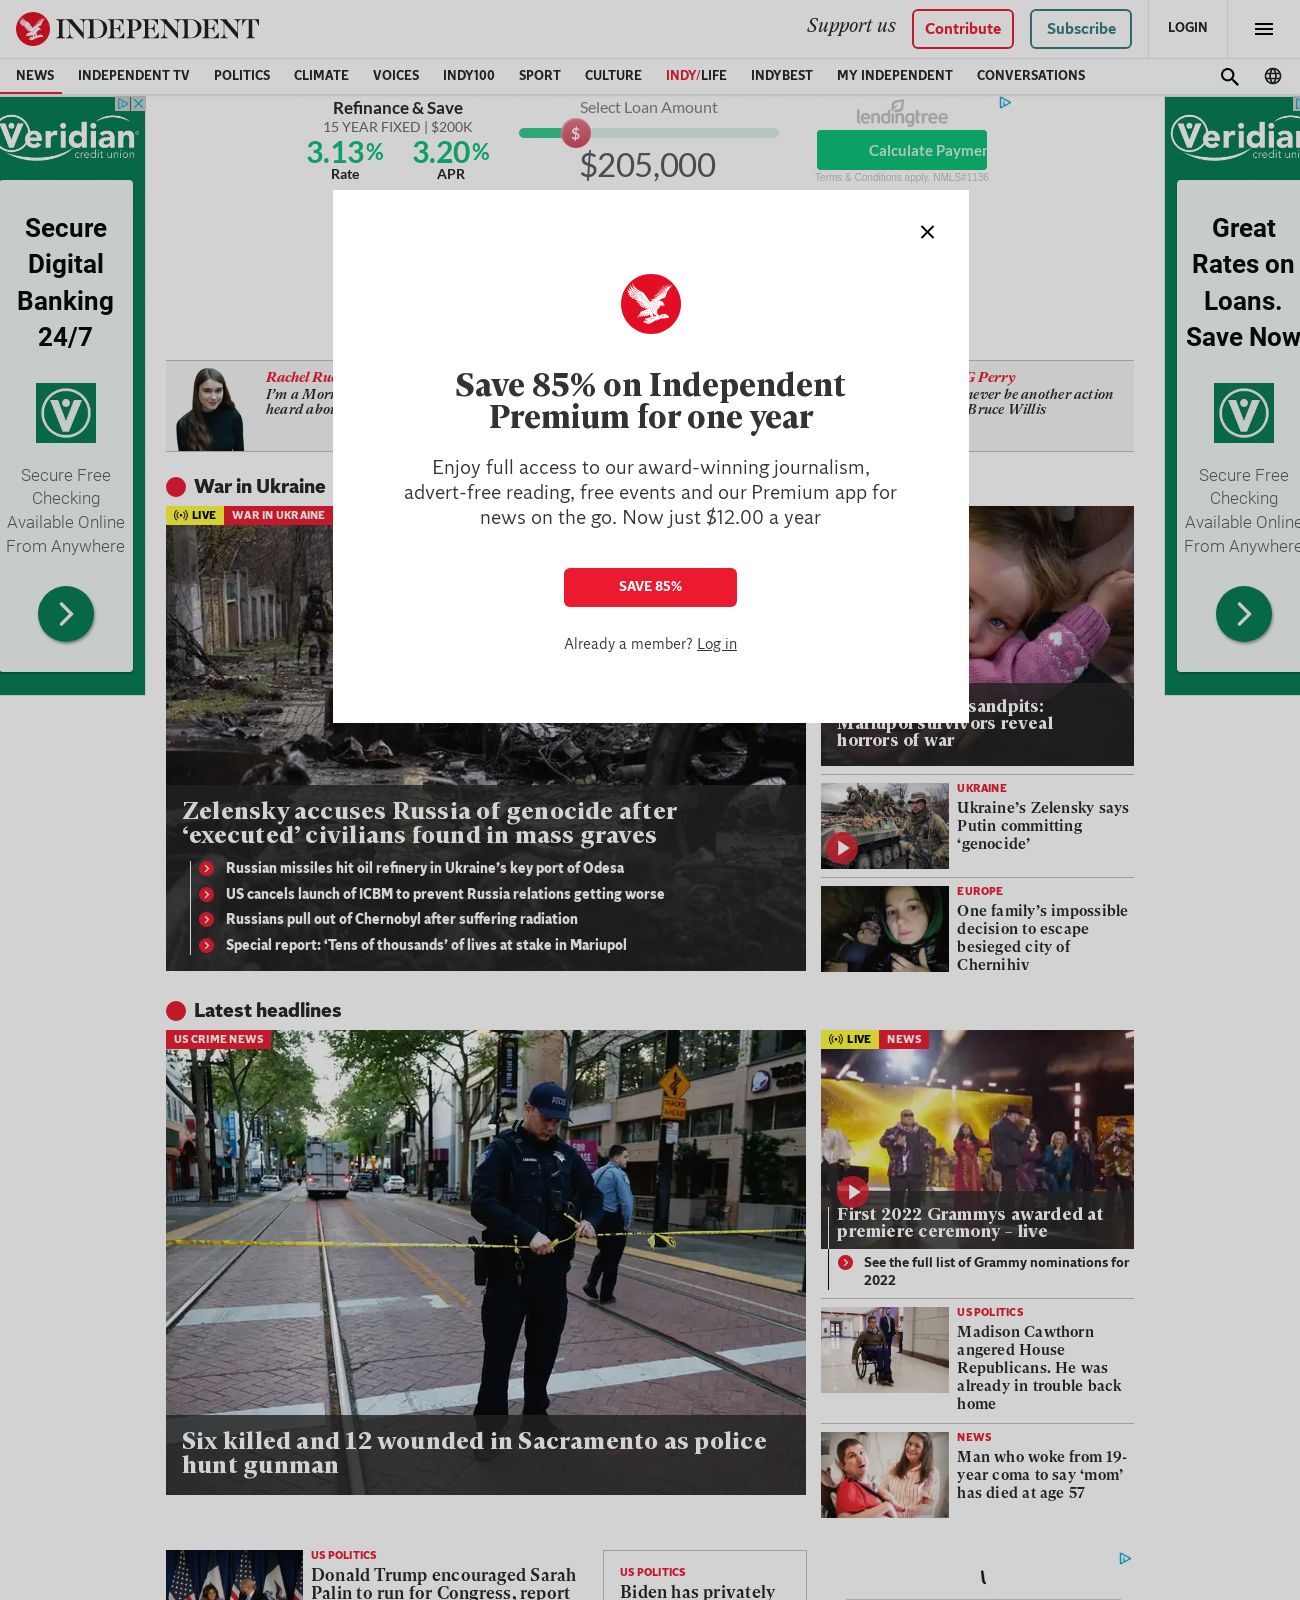 INDEPENDENT
Support us
Contribute
Subscribe
LOGIN
NEWS INDEPENDENT TV POLITICS CLIMATE VOICES INDY100 SPORT CULTURE INDY/LIFE INDYBEST MY INDEPENDENT CONVERSATIONS
Veridian
credit union
Secure
Digital
Banking
24/7
Secure Free
Checking
Available Online
From Anywhere
Refinance & Save
15 YEAR FIXED | $200K
3.13% 3.20%
Rate APR
Select Loan Amount
$
$205,000
lendingtree
Calculate
Terms & Conditions apply. NMLS#1136
Veridian
credit
Great
Rates on
Loans.
Save Now
Secure Free
Checking
Available Online
From Anywhere
Save 85% on Independent
Premium for one year
Enjoy full access to our award-winning journalism,
advert-free reading, free events and our Premium app for
news on the go. Now just $12.00 a year
SAVE 85%
Already a member? Log in
Rachel
I'm a
heard
Perry
never be another action
Bruce Willis
War in Ukraine
LIVE WAR IN UKRAINE
Zelensky accuses Russia of genocide after
‘executed’ civilians found in mass graves
Russian missiles hit oil refinery in Ukraine’s key port of Odesa
US cancels launch of ICBM to prevent Russia relations getting worse
Russians pull out of Chernobyl after suffering radiation
Special report: ‘Tens of thousands’ of lives at stake in Mariupol
sandpits:
Mariupol survivors reveal
horrors of war
UKRAINE
Ukraine’s Zelensky says
Putin committing
‘genocide’
EUROPE
One family’s impossible
decision to escape
besieged city of
Chernihiv
Latest headlines
US CRIME NEWS
TRACKS
AHEAD
Six killed and 12 wounded in Sacramento as police
hunt gunman
LIVE NEWS
First 2022 Grammys awarded at
premiere ceremony – live
See the full list of Grammy nominations for
2022
US POLITICS
Madison Cawthorn
angered House
Republicans. He was
already in trouble back
home
NEWS
Man who woke from 19-
year coma to say ‘mom’
has died at age 57
US POLITICS
Donald Trump encouraged Sarah
Palin to run for Congress, report
US POLITICS
Biden has privately